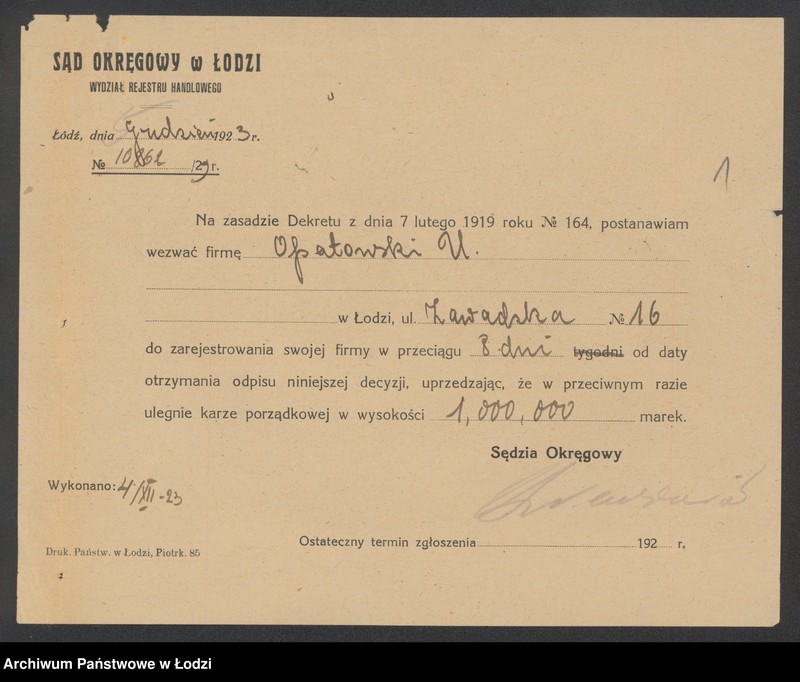 SĄD OKRĘGOWY w ŁODZI
WYDZIAŁ REJESTRU HANDLOWEGO
Łódź, dnia Grudzień 1923 r.
№ 10862 /23 r.
1
Na zasadzie Dekretu z dnia 7 lutego 1919 roku № 164, postanawiam
wezwać firmę Opatowski U.
w Łodzi, ul. Zawadzka № 16
do zarejestrowania swojej firmy w przeciągu 8 dni tygodni od daty
otrzymania odpisu niniejszej decyzji, uprzedzając, że w przeciwnym razie
ulegnie karze porządkowej w wysokości 1,000,000 marek.
Sędzia Okręgowy
Wykonano: 4/XII-23
Ostateczny termin zgłoszenia 192 r.
Druk. Państw. w Łodzi, Piotrk. 85
Archiwum Państwowe w Łodzi